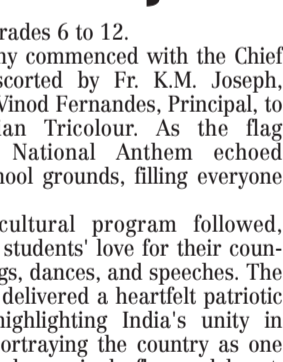 rades 6 to 12.
ny commenced with the Chief
scorted by Fr. K.M. Joseph,
Vinod Fernandes, Principal, to
ian Tricolour. As the flag
National Anthem echoed
hool grounds, filling everyone
cultural program followed,
students' love for their coun-
gs, dances, and speeches. The
delivered a heartfelt patriotic
highlighting India's unity in
ortraying the country as one